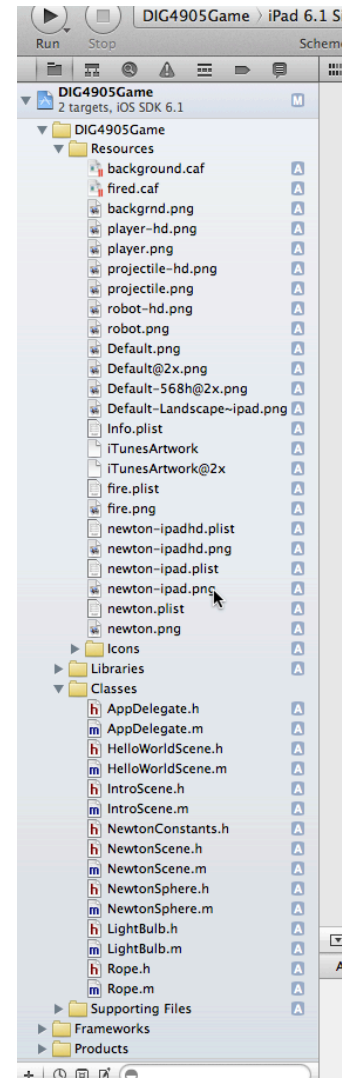 DIG4905Game iPad 6.1 S
Run Stop Scheme
DIG4905Game M
2 targets, iOS SDK 6.1
DIG4905Game
Resources
background.caf A
fired.caf A
backgrnd.png A
player-hd.png A
player.png A
projectile-hd.png A
projectile.png A
robot-hd.png A
robot.png A
Default.png A
Default@2x.png A
Default-568h@2x.png A
Default-Landscape~ipad.png A
Info.plist A
iTunesArtwork A
iTunesArtwork@2x A
fire.plist A
fire.png A
newton-ipadhd.plist A
newton-ipadhd.png A
newton-ipad.plist A
newton-ipad.png A
newton.plist A
newton.png A
Icons A
Libraries A
Classes
h AppDelegate.h A
m AppDelegate.m A
h HelloWorldScene.h A
m HelloWorldScene.m A
h IntroScene.h A
m IntroScene.m A
h NewtonConstants.h A
h NewtonScene.h A
m NewtonScene.m A
h NewtonSphere.h A
m NewtonSphere.m A
h LightBulb.h A
m LightBulb.m A
h Rope.h A
m Rope.m A
Supporting Files A
Frameworks
Products